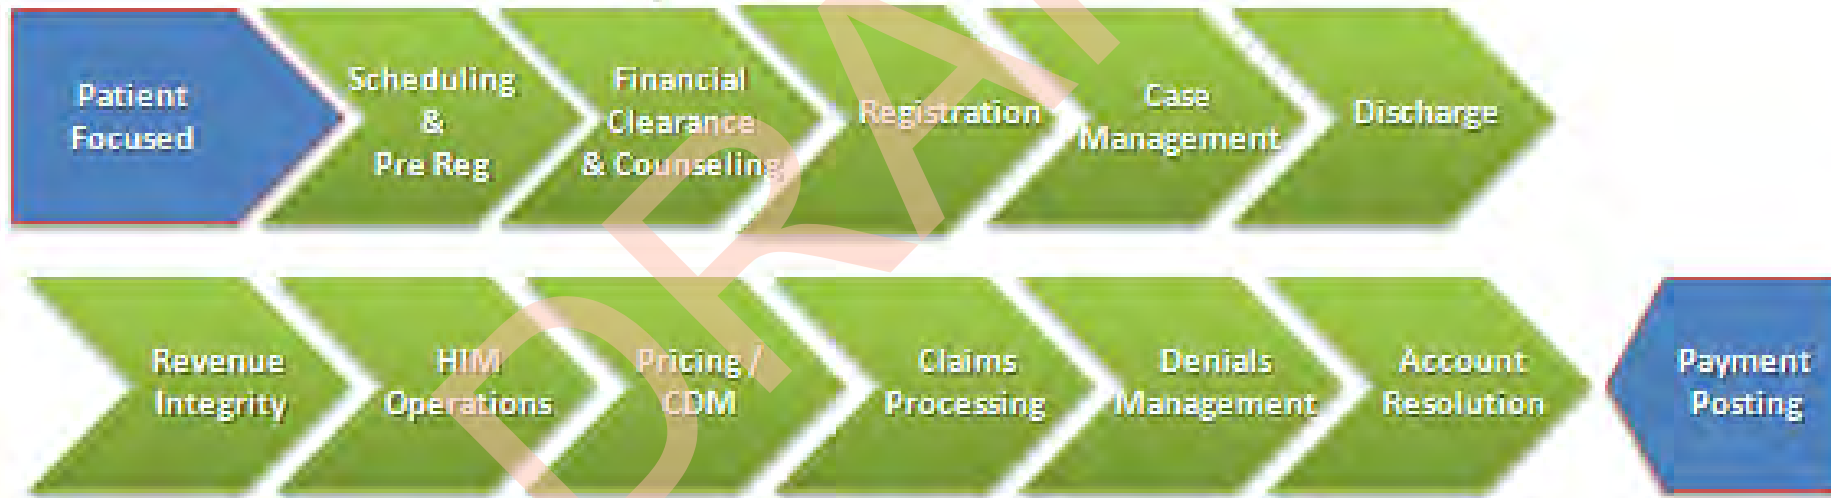 Patient
Focused
Scheduling
&
Pre Reg
Financial
Clearance
& Counseling
Registration
Case
Management
Discharge
Revenue
Integrity
HIM
Operations
Pricing /
CDM
Claims
Processing
Denials
Management
Account
Resolution
Payment
Posting
DRA